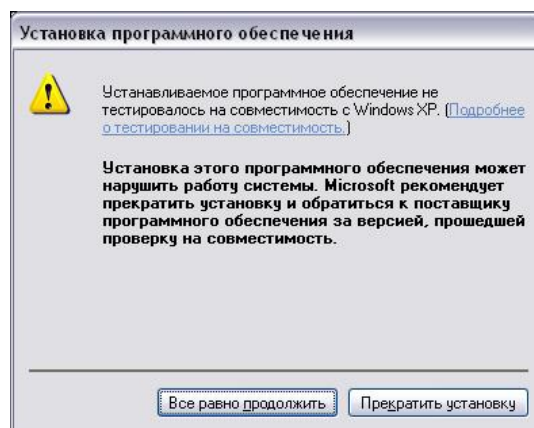 Установка программного обеспечения
Устанавливаемое программное обеспечение не
тестировалось на совместимость с Windows XP. (Подробнее
о тестировании на совместимость.)
Установка этого программного обеспечения может
нарушить работу системы. Microsoft рекомендует
прекратить установку и обратиться к поставщику
программного обеспечения за версией, прошедшей
проверку на совместимость.
Все равно продолжить
Прекратить установку